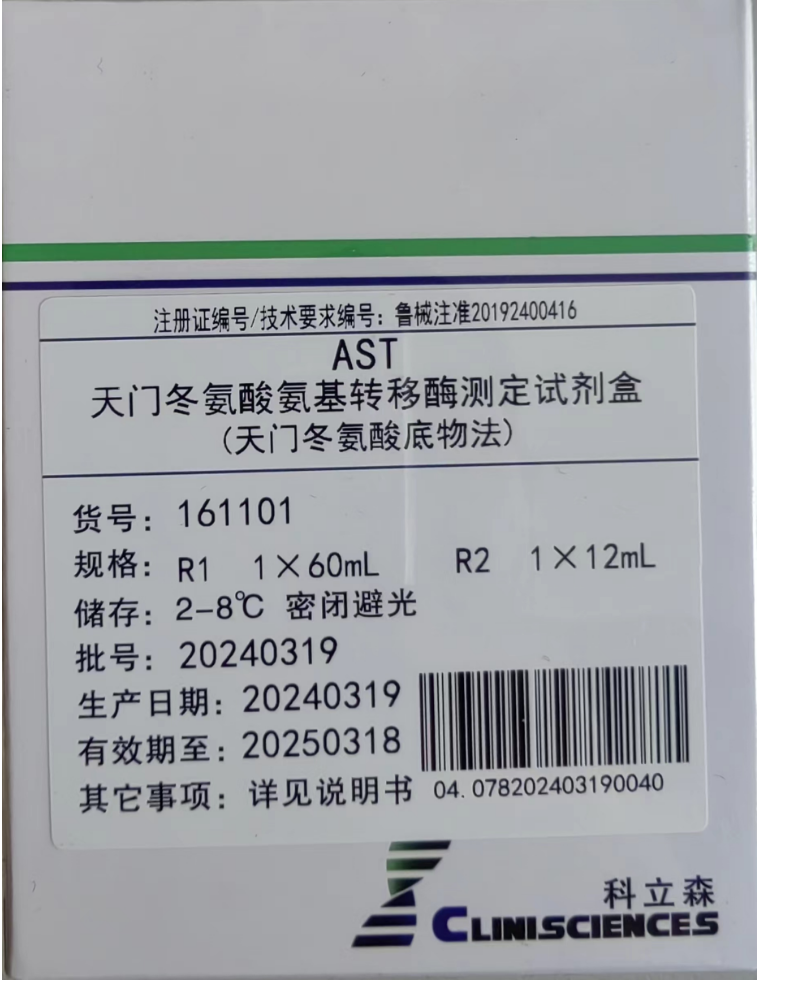 注册证编号/技术要求编号：鲁械注准20192400416
AST
天门冬氨酸氨基转移酶测定试剂盒
(天门冬氨酸底物法)
货号：161101
规格：R1 1×60mL R2 1×12mL
储存：2-8℃ 密闭避光
批号：20240319
生产日期：20240319
有效期至：20250318
其它事项：详见说明书
04.078202403190040
科立森
CLINISCIENCES